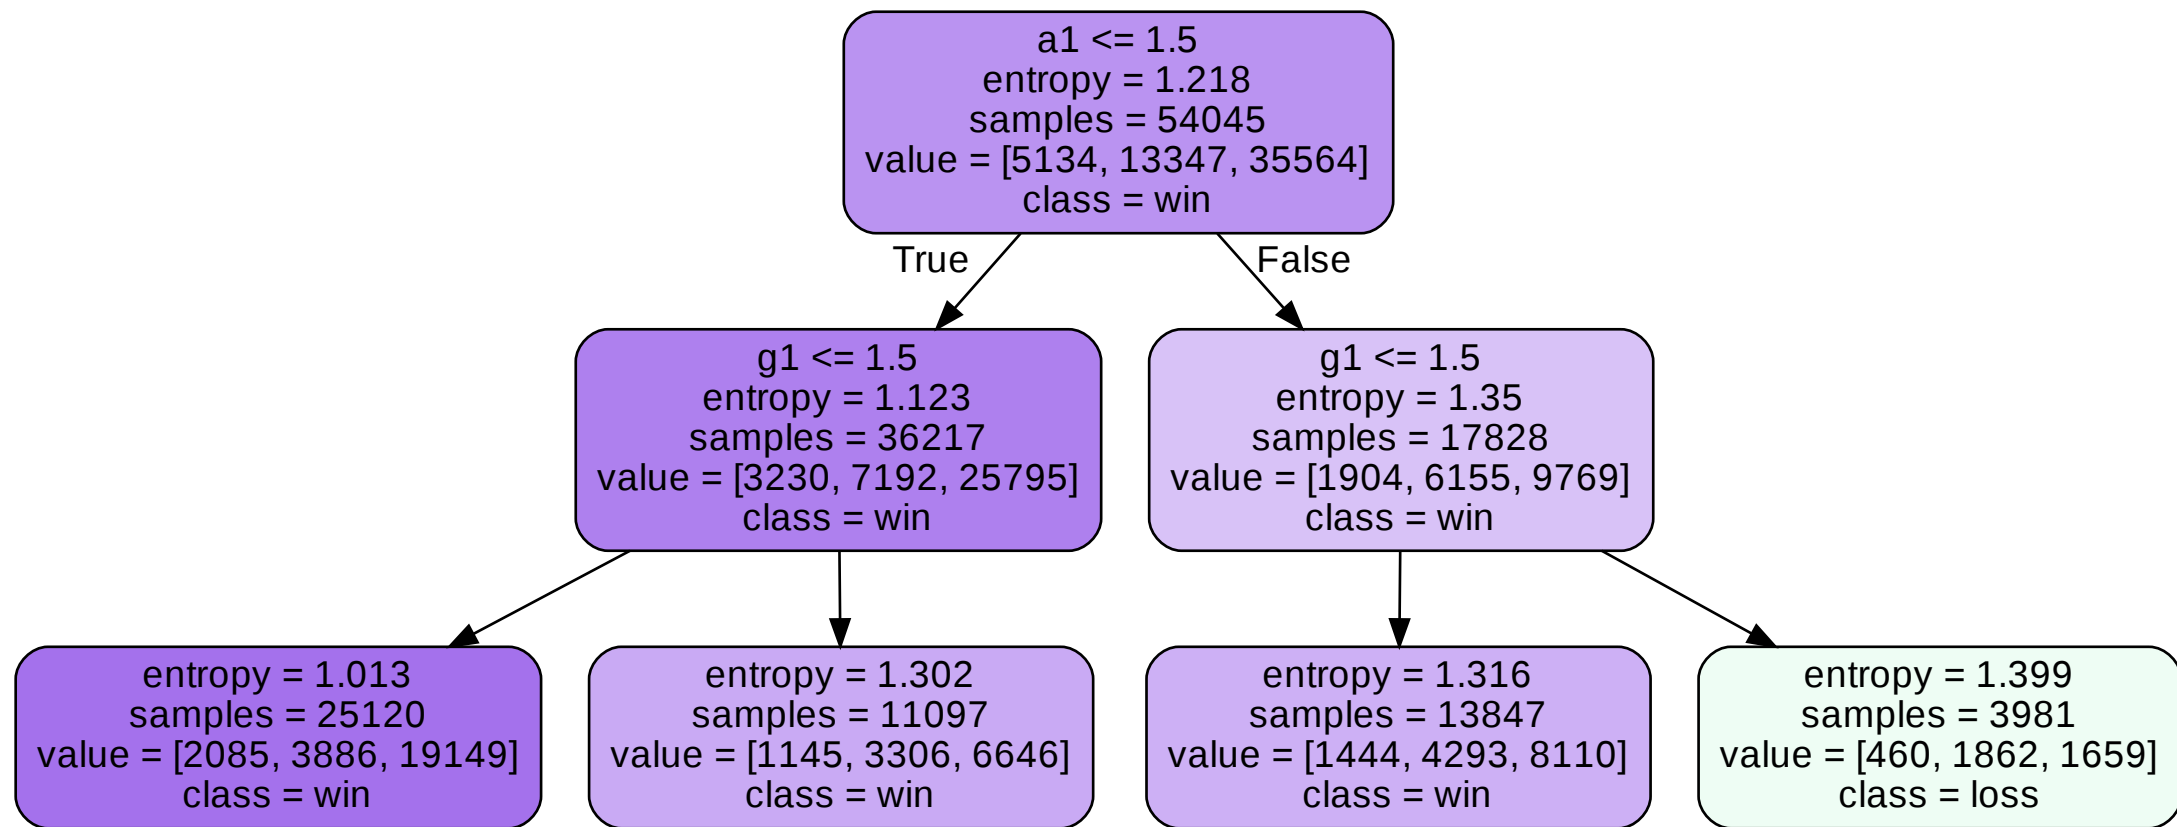 a1 <= 1.5
entropy = 1.218
samples = 54045
value = [5134, 13347, 35564]
class = win
True
False
g1 <= 1.5
entropy = 1.123
samples = 36217
value = [3230, 7192, 25795]
class = win
g1 <= 1.5
entropy = 1.35
samples = 17828
value = [1904, 6155, 9769]
class = win
entropy = 1.013
samples = 25120
value = [2085, 3886, 19149]
class = win
entropy = 1.302
samples = 11097
value = [1145, 3306, 6646]
class = win
entropy = 1.316
samples = 13847
value = [1444, 4293, 8110]
class = win
entropy = 1.399
samples = 3981
value = [460, 1862, 1659]
class = loss